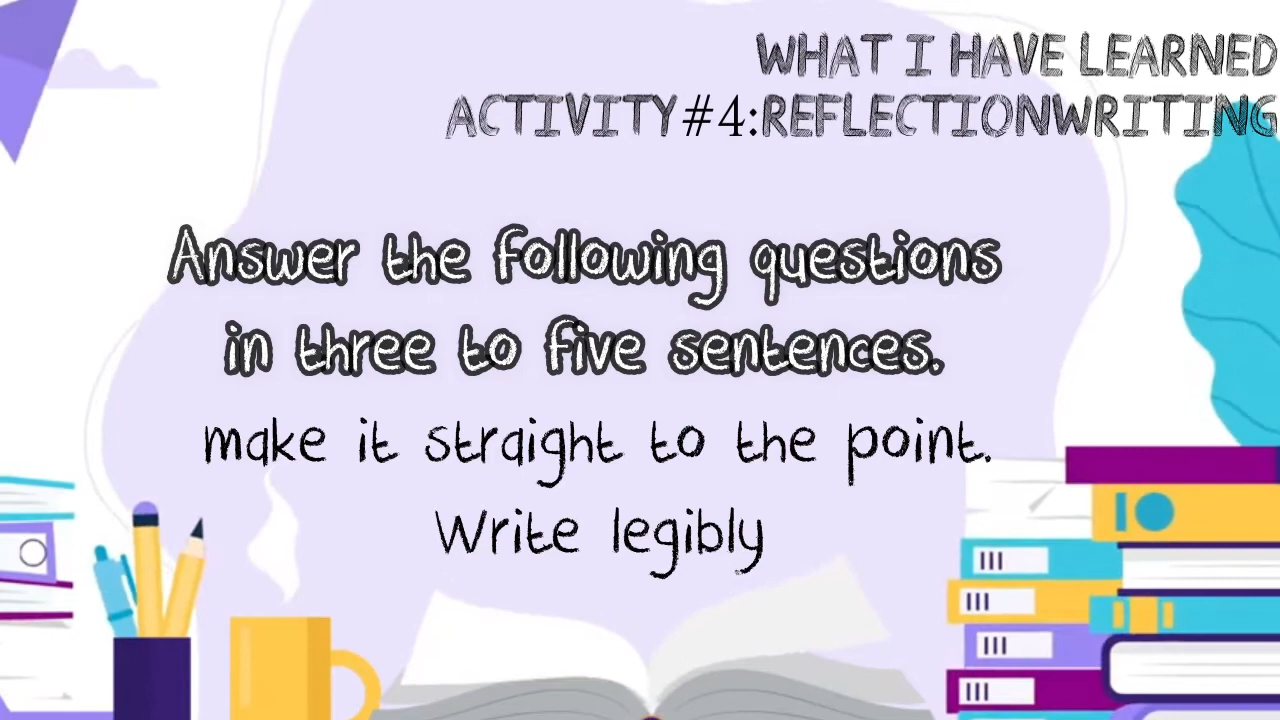 WHAT I HAVE LEARNED
ACTIVITY#4:REFLECTIONWRITING
Answer the following questions
in three to five sentences.
make it straight to the point.
Write legibly